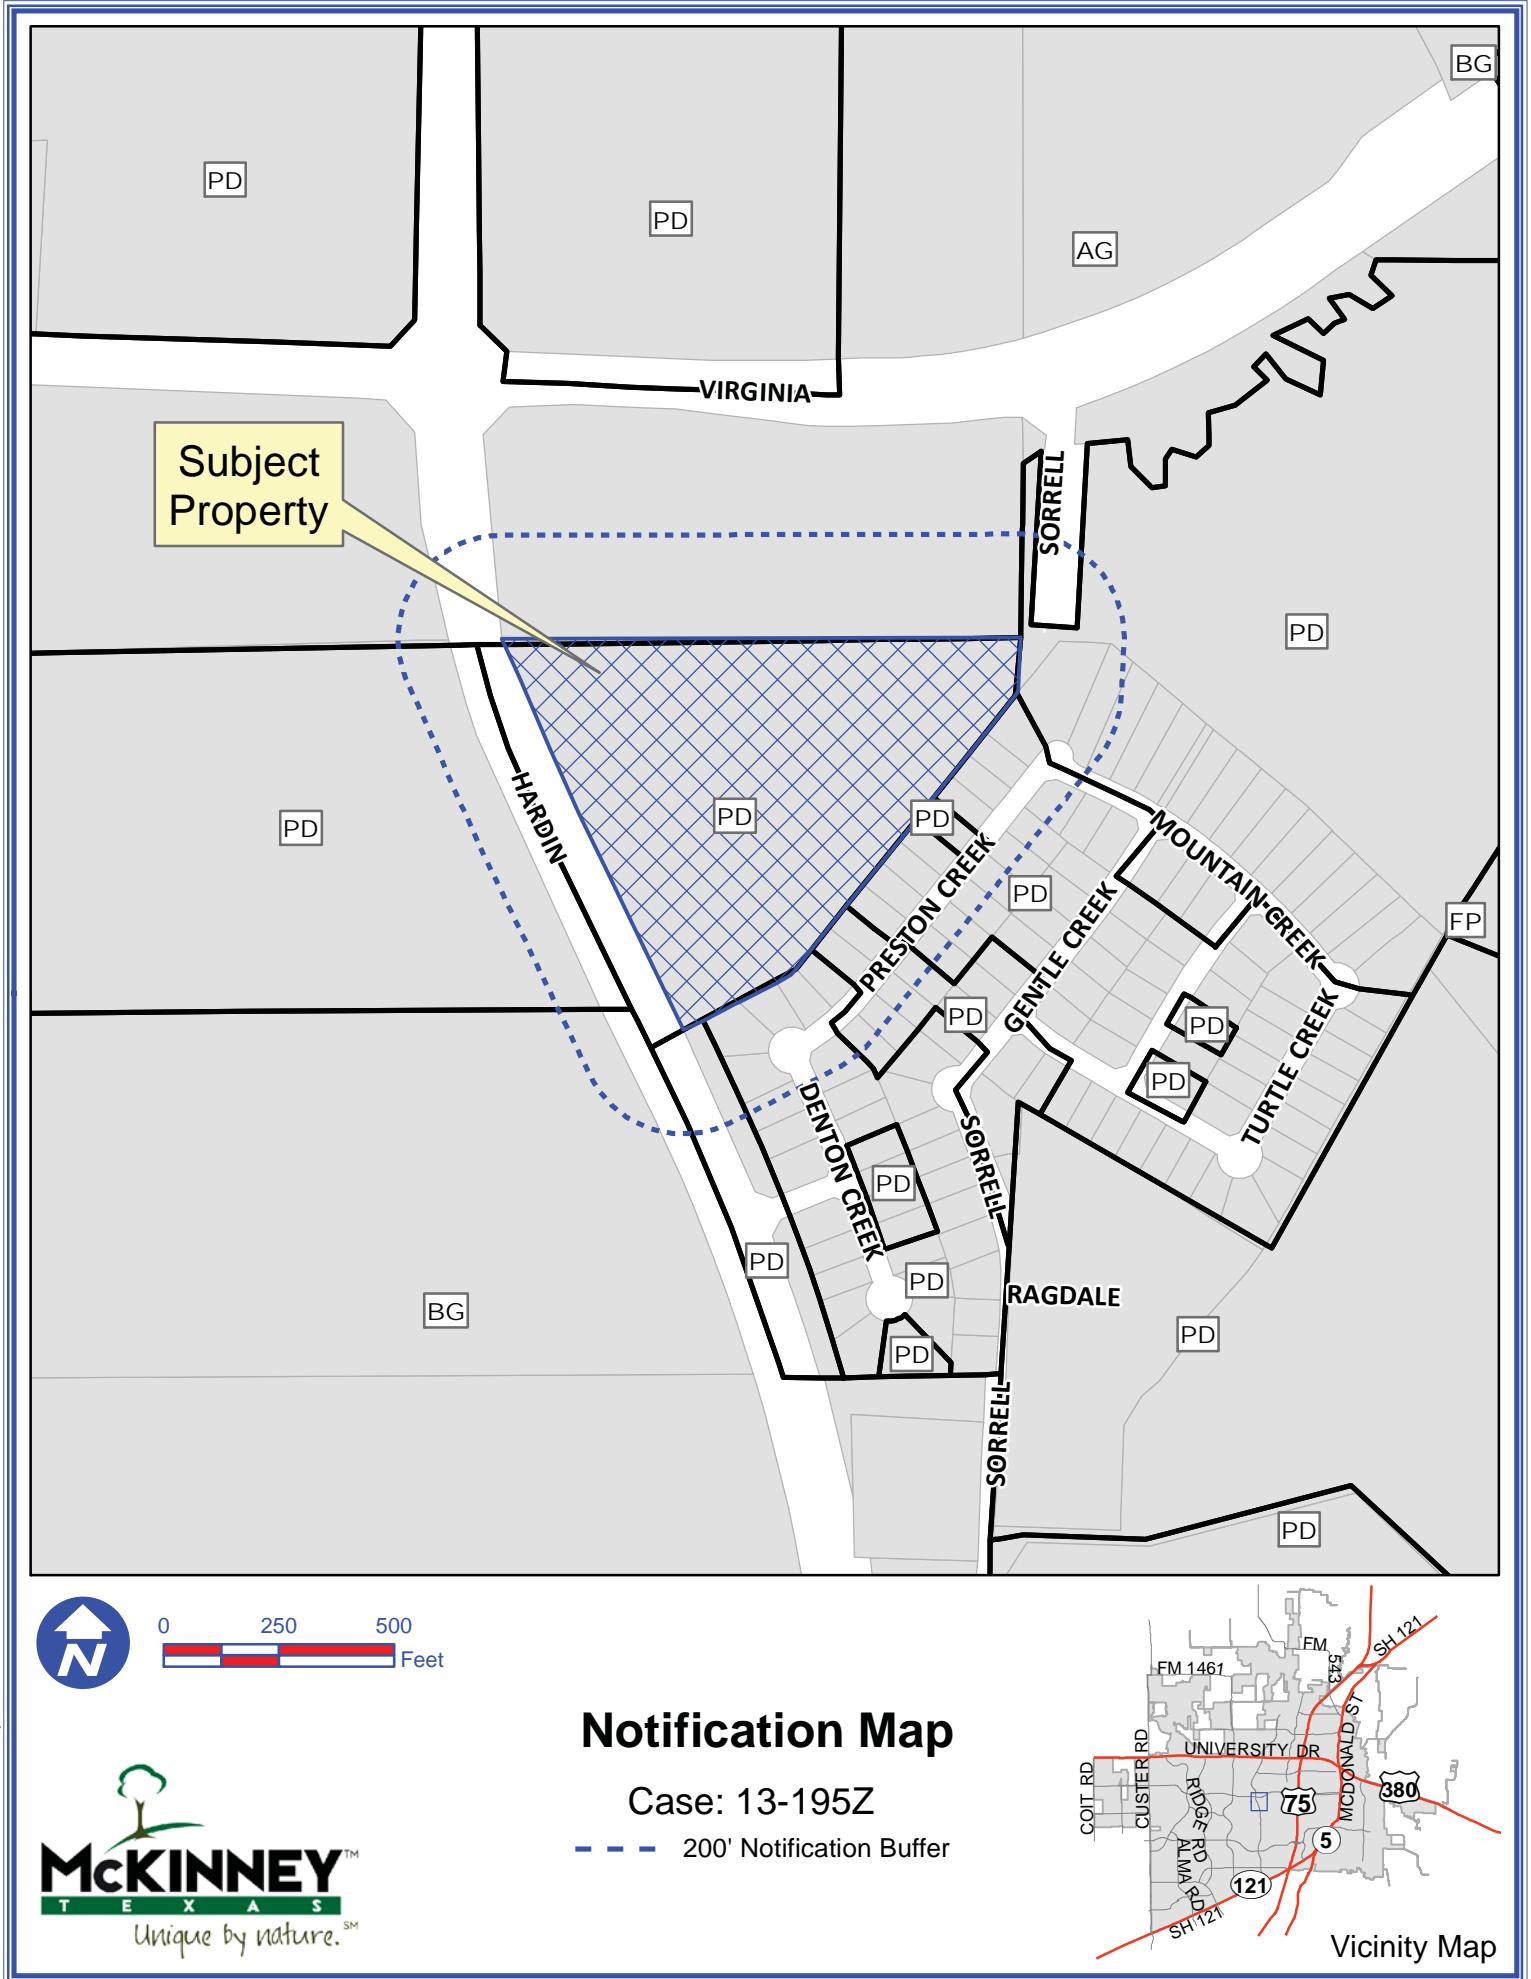 BG
PD
PD
AG
VIRGINIA
Subject
Property
SORRELL
PD
PD
PD
PD
HARDIN
PRESTON CREEK
MOUNTAIN CREEK
PD
GENTLE CREEK
FP
PD
PD
PD
TURTLE CREEK
DENTON CREEK
SORRELL
PD
PD
PD
RAGDALE
BG
PD
PD
SORRELL
PD
N
0 250 500
Feet
Notification Map
Case: 13-195Z
200' Notification Buffer
McKINNEY™
TEXAS
Unique by nature.℠
FM 1461
FM
543
SH 121
UNIVERSITY DR
MCDONALD ST
COIT RD
CUSTER RD
RIDGE RD
ALMA RD
75
380
5
121
SH 121
Vicinity Map